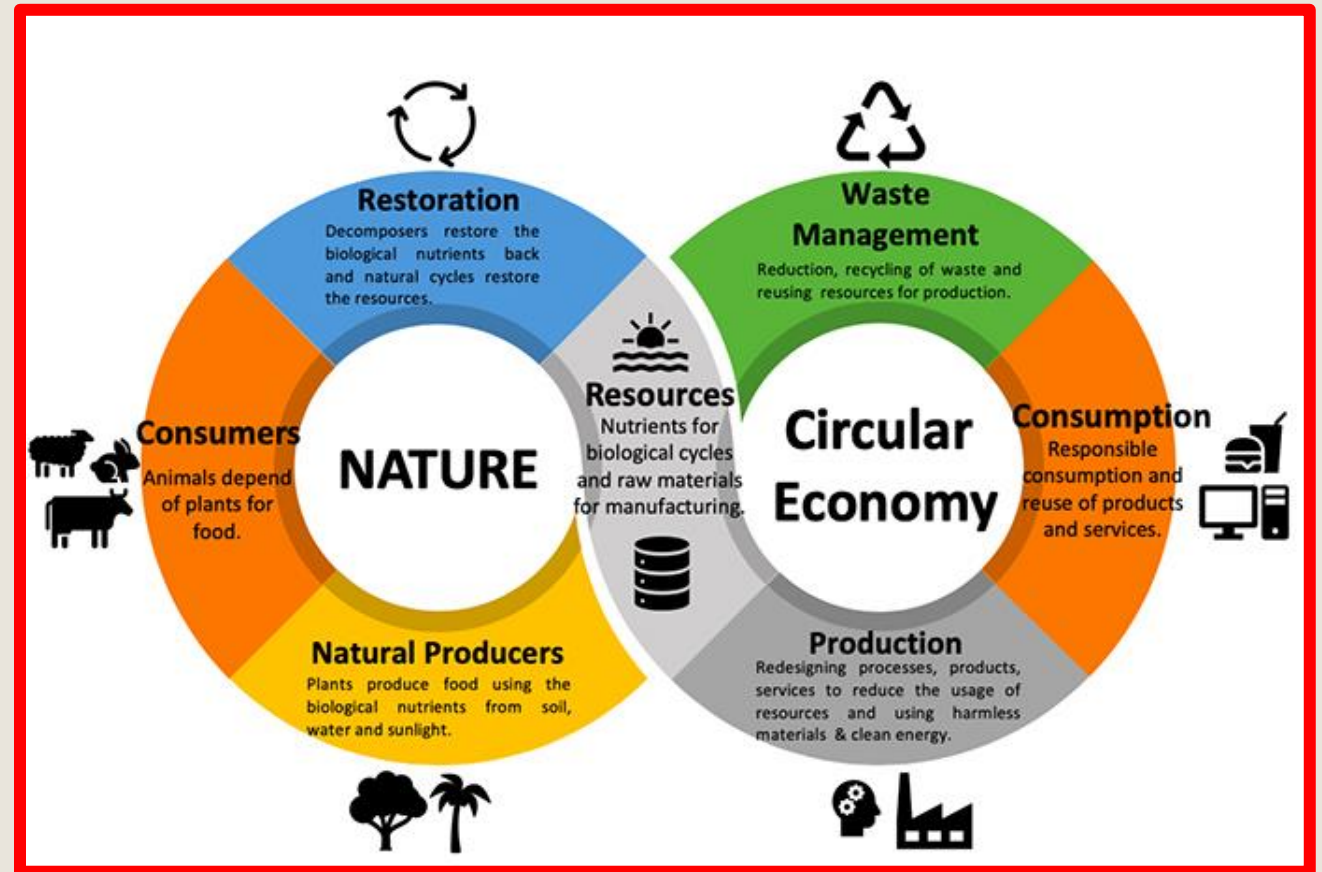 Restoration
Decomposers restore the
biological nutrients back
and natural cycles restore
the resources.
Waste
Management
Reduction, recycling of waste and
reusing resources for production.
Consumers
Animals depend
of plants for
food.
NATURE
Resources
Nutrients for
biological cycles
and raw materials
for manufacturing.
Circular
Economy
Consumption
Responsible
consumption and
reuse of products
and services.
Natural Producers
Plants produce food using the
biological nutrients from soil,
water and sunlight.
Production
Redesigning processes, products,
services to reduce the usage of
resources and using harmless
materials & clean energy.